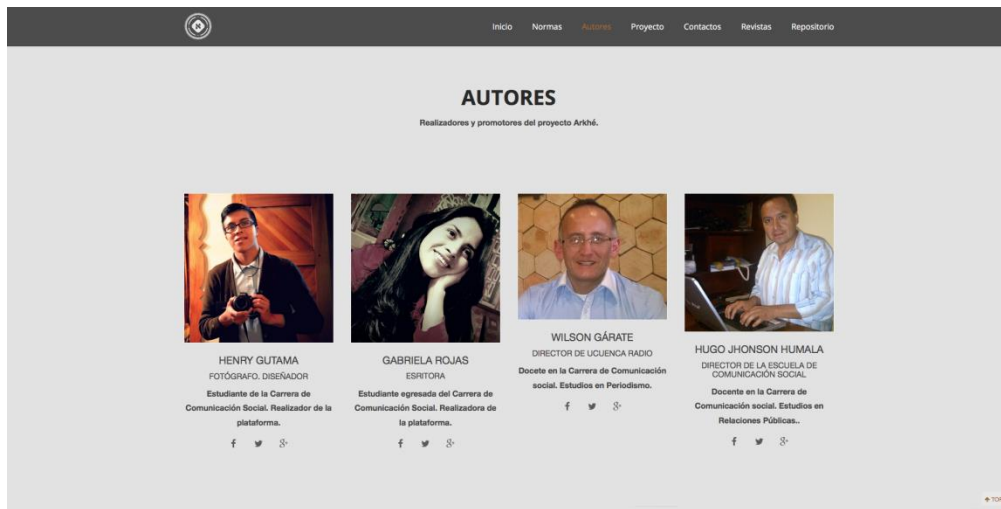 Inicio Normas Autores Proyecto Contactos Revistas Repositorio
AUTORES
Realizadores y promotores del proyecto Arkhé.
HENRY GUTAMA
FOTÓGRAFO. DISEÑADOR
Estudiante de la Carrera de
Comunicación Social. Realizador de la
plataforma.
GABRIELA ROJAS
ESRITORA
Estudiante egresada del Carrera de
Comunicación Social. Realizadora de
la plataforma.
WILSON GÁRATE
DIRECTOR DE UCUENCA RADIO
Docete en la Carrera de Comunicación
social. Estudios en Periodismo.
HUGO JHONSON HUMALA
DIRECTOR DE LA ESCUELA DE
COMUNICACIÓN SOCIAL
Docente en la Carrera de
Comunicación social. Estudios en
Relaciones Públicas..